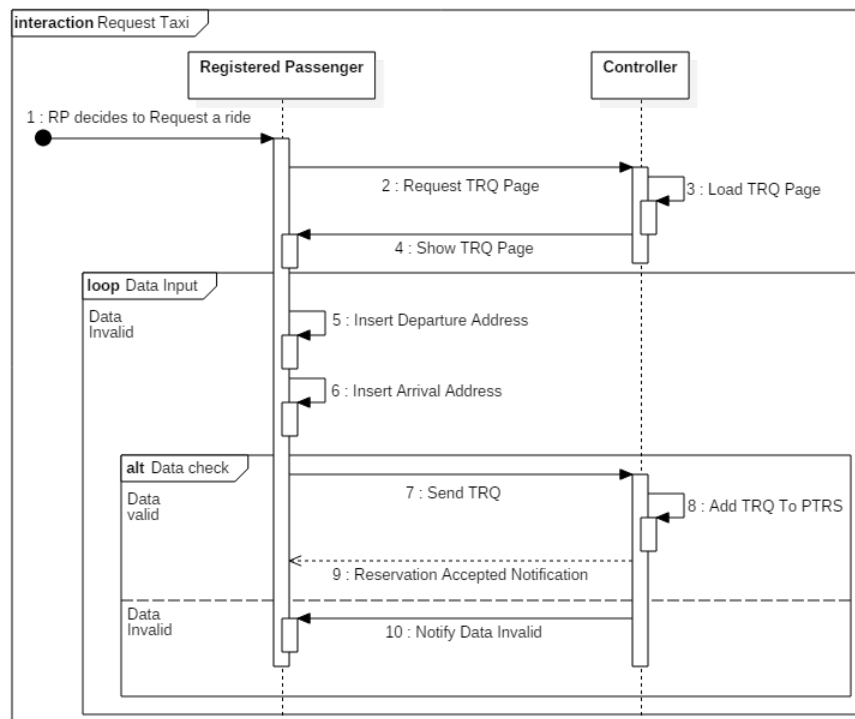 interaction Request Taxi
Registered Passenger
Controller
1 : RP decides to Request a ride
2 : Request TRQ Page
3 : Load TRQ Page
4 : Show TRQ Page
loop Data Input
Data
Invalid
5 : Insert Departure Address
6 : Insert Arrival Address
alt Data check
Data
valid
7 : Send TRQ
8 : Add TRQ To PTRS
9 : Reservation Accepted Notification
Data
Invalid
10 : Notify Data Invalid